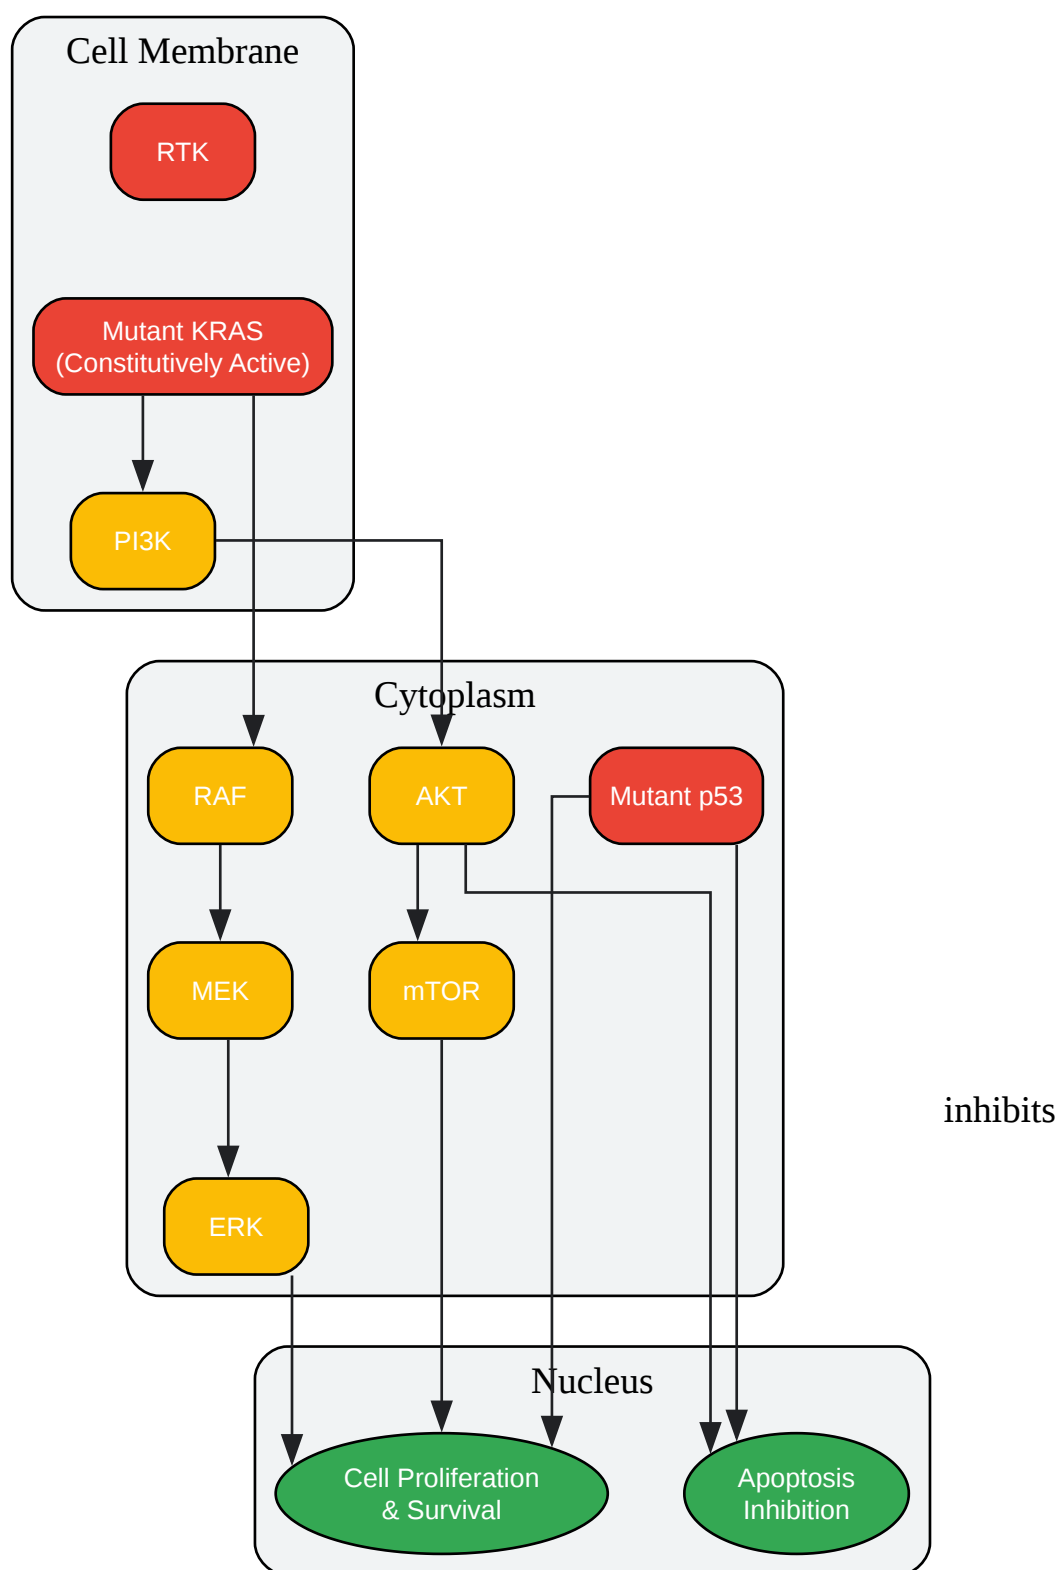 Cell Membrane
RTK
Mutant KRAS
(Constitutively Active)
PI3K
Cytoplasm
RAF
AKT
Mutant p53
MEK
mTOR
inhibits
ERK
Nucleus
Cell Proliferation
& Survival
Apoptosis
Inhibition